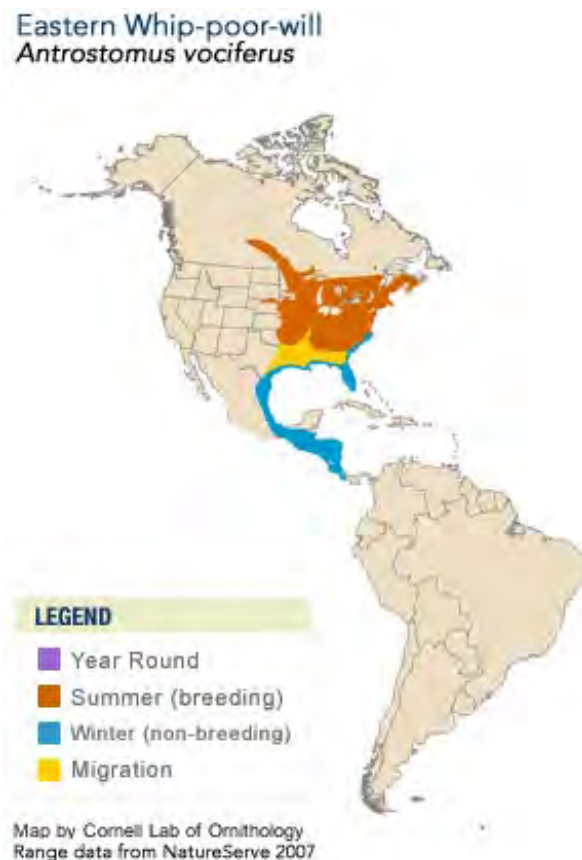 Eastern Whip-poor-will
Antrostomus vociferus
LEGEND
Year Round
Summer (breeding)
Winter (non-breeding)
Migration
Map by Cornell Lab of Ornithology
Range data from NatureServe 2007